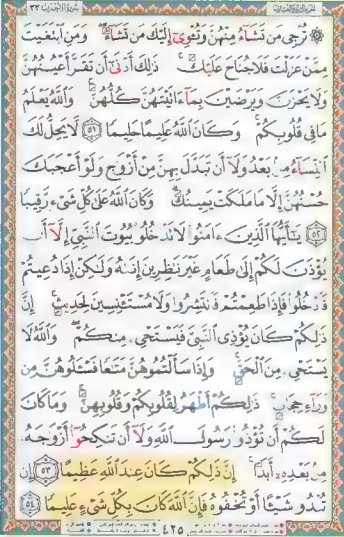 سورة الأحزاب ٣٣
۞ تُرْجِى مَن تَشَآءُ مِنْهُنَّ وَتُـْٔوِىٓ إِلَيْكَ مَن تَشَآءُ ۖ وَمَنِ ٱبْتَغَيْتَ
مِمَّنْ عَزَلْتَ فَلَا جُنَاحَ عَلَيْكَ ۚ ذَٰلِكَ أَدْنَىٰٓ أَن تَقَرَّ أَعْيُنُهُنَّ
وَلَا يَحْزَنَّ وَيَرْضَيْنَ بِمَآ ءَاتَيْتَهُنَّ كُلُّهُنَّ ۚ وَٱللَّهُ يَعْلَمُ
مَا فِى قُلُوبِكُمْ ۚ وَكَانَ ٱللَّهُ عَلِيمًا حَلِيمًا ٥١ لَّا يَحِلُّ لَكَ
ٱلنِّسَآءُ مِنۢ بَعْدُ وَلَآ أَن تَبَدَّلَ بِهِنَّ مِنْ أَزْوَٰجٍ وَلَوْ أَعْجَبَكَ
حُسْنُهُنَّ إِلَّا مَا مَلَكَتْ يَمِينُكَ ۗ وَكَانَ ٱللَّهُ عَلَىٰ كُلِّ شَىْءٍ رَّقِيبًا
٥٢ يَـٰٓأَيُّهَا ٱلَّذِينَ ءَامَنُوا۟ لَا تَدْخُلُوا۟ بُيُوتَ ٱلنَّبِىِّ إِلَّآ أَن
يُؤْذَنَ لَكُمْ إِلَىٰ طَعَامٍ غَيْرَ نَـٰظِرِينَ إِنَىٰهُ وَلَـٰكِنْ إِذَا دُعِيتُمْ
فَٱدْخُلُوا۟ فَإِذَا طَعِمْتُمْ فَٱنتَشِرُوا۟ وَلَا مُسْتَـْٔنِسِينَ لِحَدِيثٍ ۚ إِنَّ
ذَٰلِكُمْ كَانَ يُؤْذِى ٱلنَّبِىَّ فَيَسْتَحْىِۦ مِنكُمْ ۖ وَٱللَّهُ لَا
يَسْتَحْىِۦ مِنَ ٱلْحَقِّ ۚ وَإِذَا سَأَلْتُمُوهُنَّ مَتَـٰعًا فَسْـَٔلُوهُنَّ مِن
وَرَآءِ حِجَابٍ ۚ ذَٰلِكُمْ أَطْهَرُ لِقُلُوبِكُمْ وَقُلُوبِهِنَّ ۚ وَمَا كَانَ
لَكُمْ أَن تُؤْذُوا۟ رَسُولَ ٱللَّهِ وَلَآ أَن تَنكِحُوٓا۟ أَزْوَٰجَهُۥ
مِنۢ بَعْدِهِۦٓ أَبَدًا ۚ إِنَّ ذَٰلِكُمْ كَانَ عِندَ ٱللَّهِ عَظِيمًا ٥٣ إِن
تُبْدُوا۟ شَيْـًٔا أَوْ تُخْفُوهُ فَإِنَّ ٱللَّهَ كَانَ بِكُلِّ شَىْءٍ عَلِيمًا ٥٤
٤٢٥